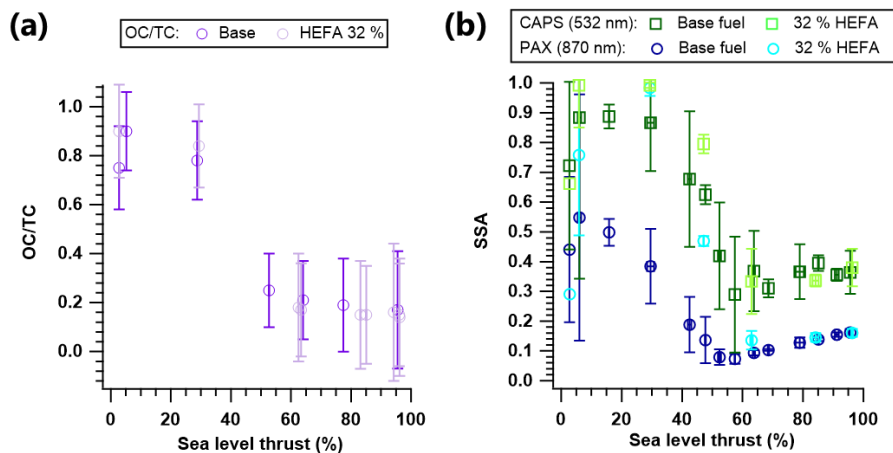 (a)
OC/TC: Base HEFA 32 %
OC/TC
1.0
0.8
0.6
0.4
0.2
0.0
0 20 40 60 80 100
Sea level thrust (%)
(b)
CAPS (532 nm): Base fuel 32 % HEFA
PAX (870 nm): Base fuel 32 % HEFA
SSA
1.0
0.9
0.8
0.7
0.6
0.5
0.4
0.3
0.2
0.1
0.0
0 20 40 60 80 100
Sea level thrust (%)